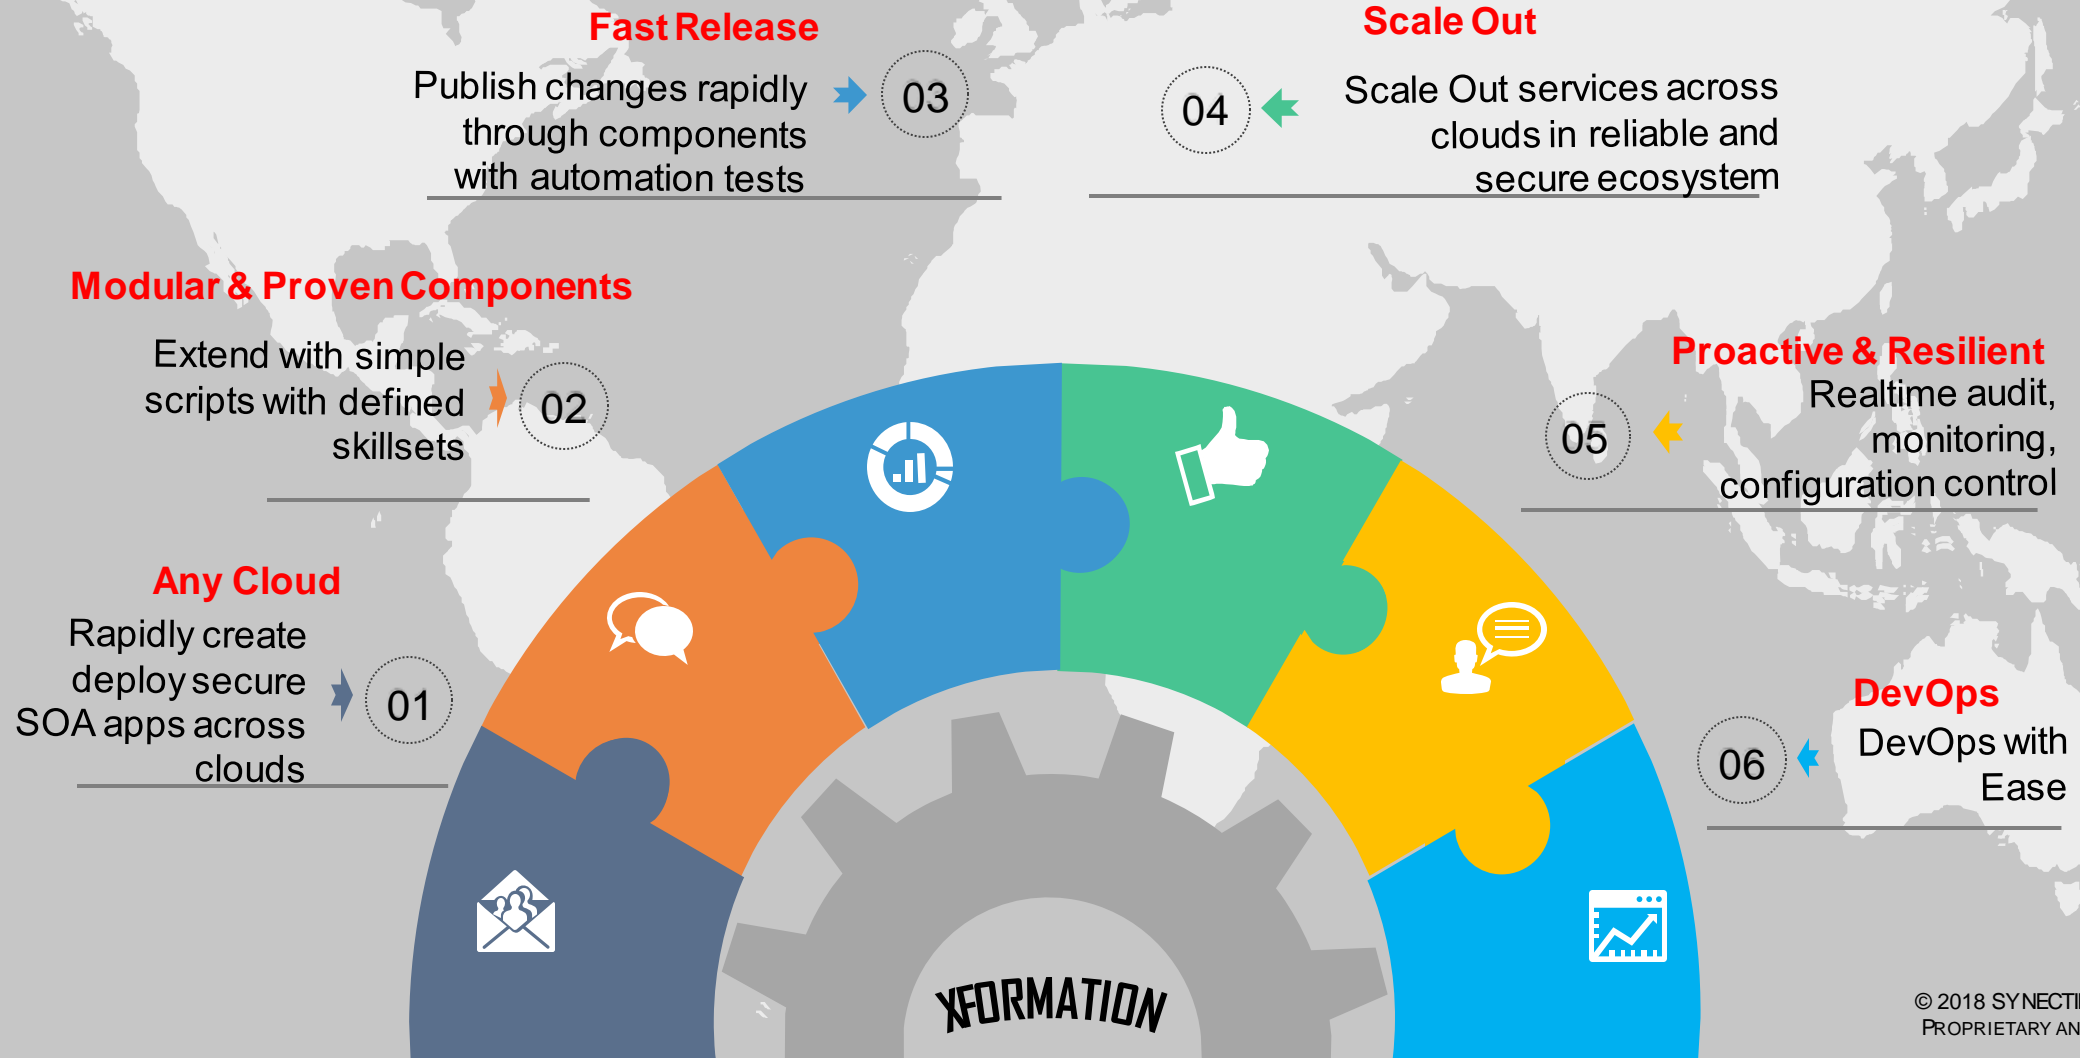 Fast Release
Publish changes rapidly
through components
with automation tests
03
Scale Out
04
Scale Out services across
clouds in reliable and
secure ecosystem
Modular & Proven Components
Extend with simple
scripts with defined
skillsets
02
Proactive & Resilient
05
Realtime audit,
monitoring,
configuration control
Any Cloud
Rapidly create
deploy secure
SOA apps across
clouds
01
DevOps
06
DevOps with
Ease
XFORMATION
© 2018 SYNECTI
PROPRIETARY AN